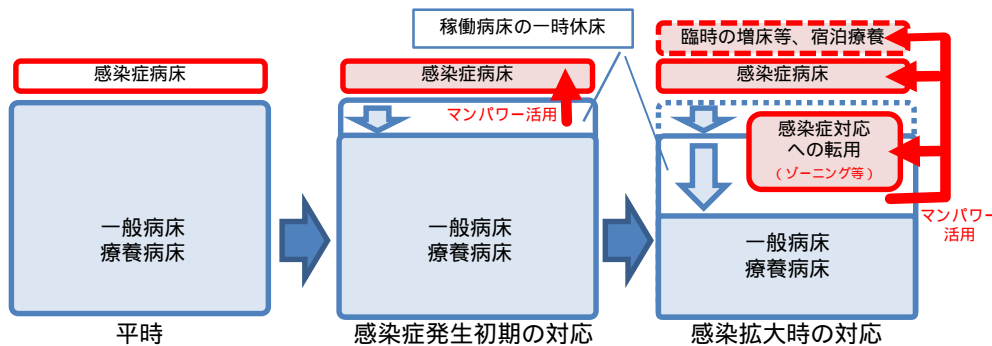 感染症病床
一般病床
療養病床
平時
稼働病床の一時休床
感染症病床
マンパワー活用
一般病床
療養病床
感染症発生初期の対応
臨時の増床等、宿泊療養
感染症病床
感染症対応
への転用
(ゾーニング等)
マンパワー
活用
一般病床
療養病床
感染拡大時の対応